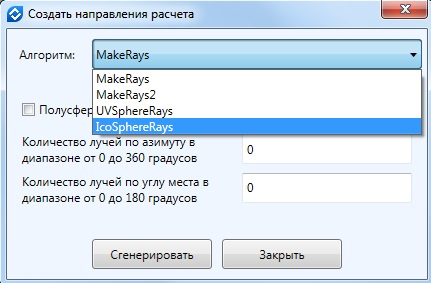 Создать направления расчета
Алгоритм: MakeRays
MakeRays
MakeRays2
UVSphereRays
IcoSphereRays
Количество лучей по азимуту в
диапазоне от 0 до 360 градусов
0
Количество лучей по углу места в
диапазоне от 0 до 180 градусов
0
Сгенерировать
Закрыть